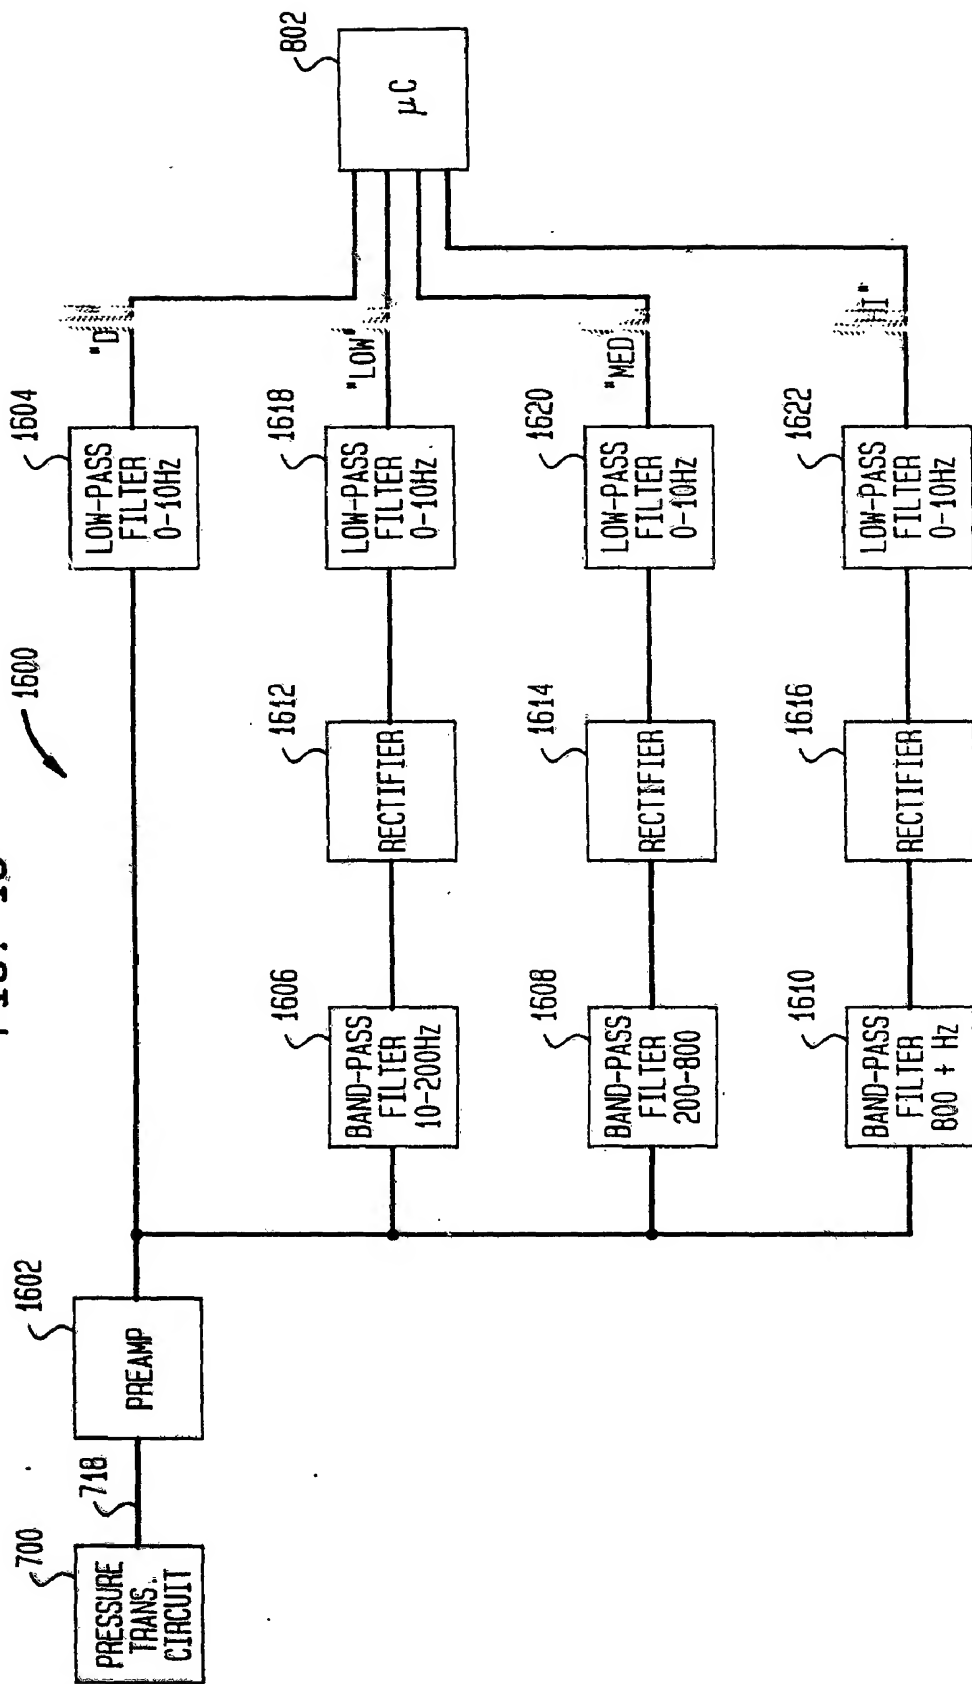 1600
700
PRESSURE
TRANS.
CIRCUIT
718
1602
PREAMP
1604
LOW-PASS
FILTER
0-10Hz
"D
802
μC
1606
BAND-PASS
FILTER
10-200Hz
1612
RECTIFIER
1618
LOW-PASS
FILTER
0-10Hz
"LOW"
1608
BAND-PASS
FILTER
200-800
1614
RECTIFIER
1620
LOW-PASS
FILTER
0-10Hz
"MED
1610
BAND-PASS
FILTER
800 + Hz
1616
RECTIFIER
1622
LOW-PASS
FILTER
0-10Hz
HI"